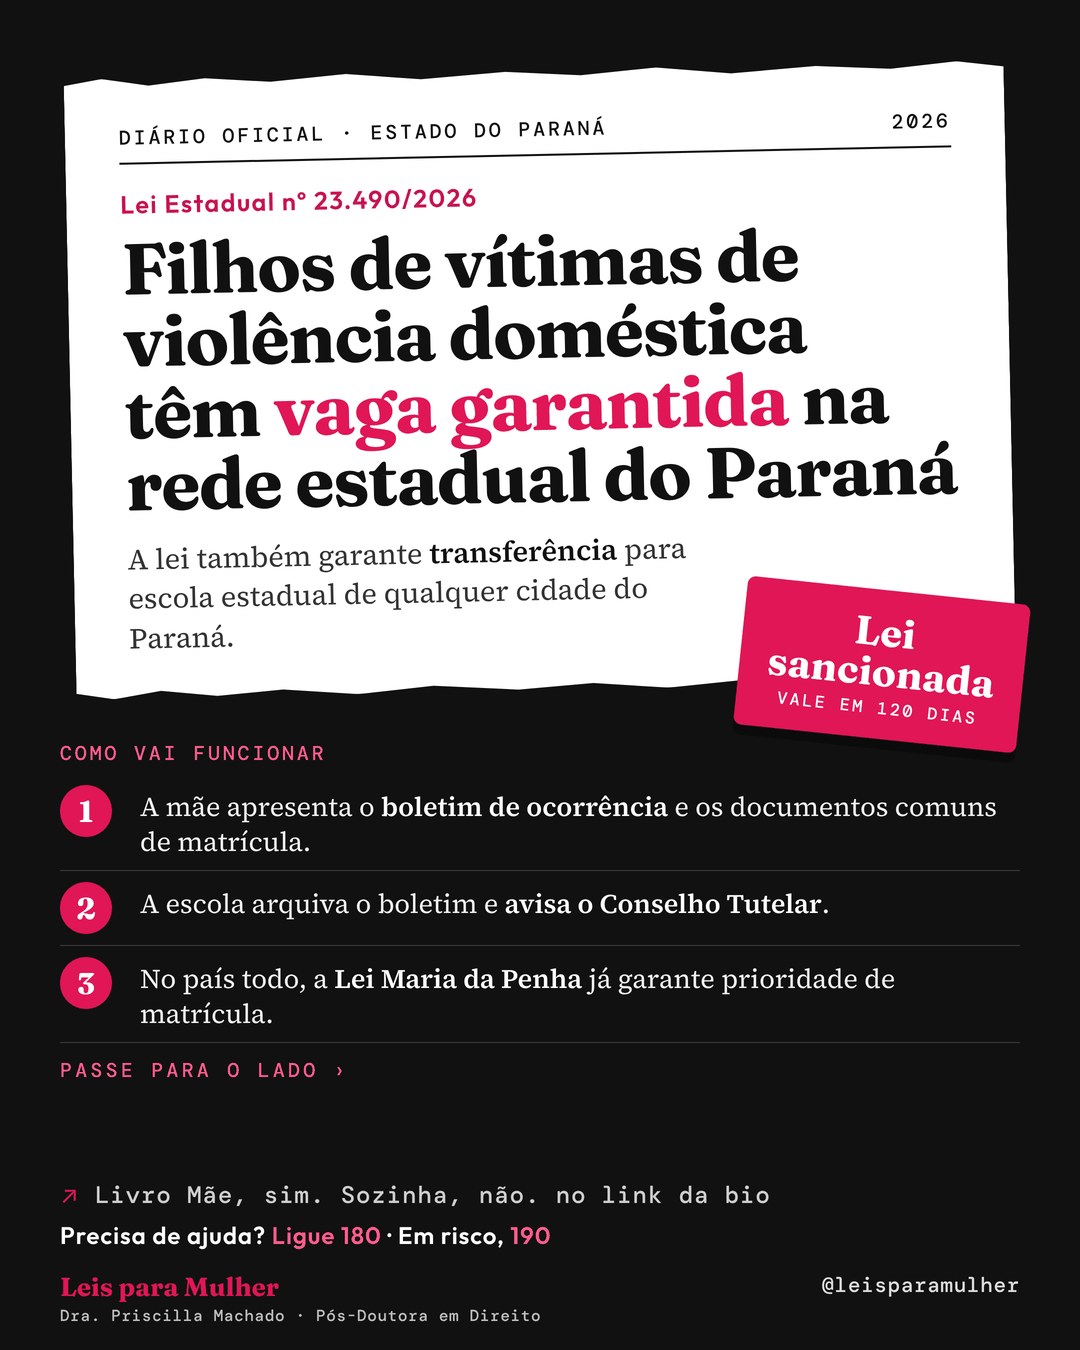 DIÁRIO OFICIAL · ESTADO DO PARANÁ
2026
Lei Estadual nº 23.490/2026
Filhos de vítimas de
violência doméstica
têm vaga garantida na
rede estadual do Paraná
A lei também garante transferência para
escola estadual de qualquer cidade do
Paraná.
Lei
sancionada
VALE EM 120 DIAS
COMO VAI FUNCIONAR
1
A mãe apresenta o boletim de ocorrência e os documentos comuns
de matrícula.
2
A escola arquiva o boletim e avisa o Conselho Tutelar.
3
No país todo, a Lei Maria da Penha já garante prioridade de
matrícula.
PASSE PARA O LADO ›
↗ Livro Mãe, sim. Sozinha, não. no link da bio
Precisa de ajuda? Ligue 180 · Em risco, 190
Leis para Mulher
@leisparamulher
Dra. Priscilla Machado · Pós-Doutora em Direito